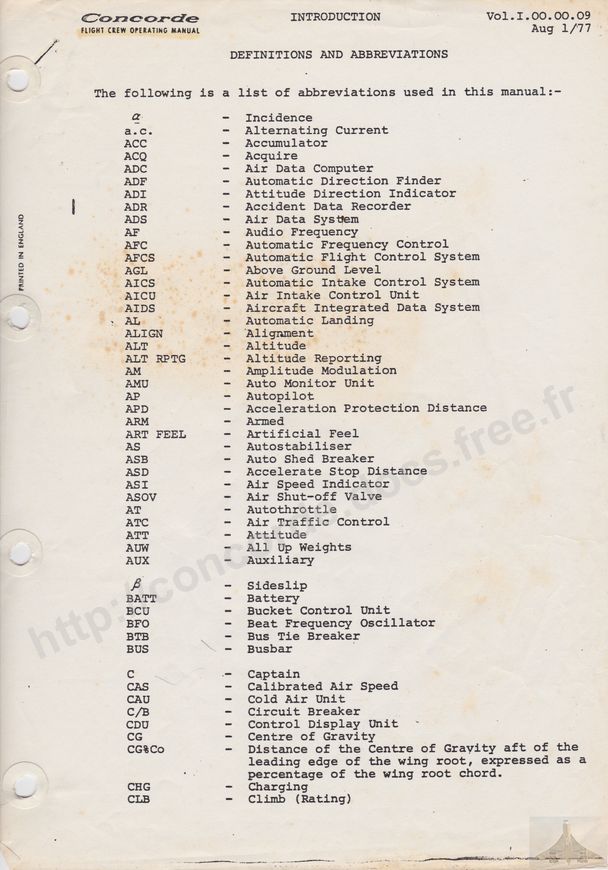 Concorde
FLIGHT CREW OPERATING MANUAL
INTRODUCTION
Vol.I.00.00.09
Aug 1/77
DEFINITIONS AND ABBREVIATIONS
The following is a list of abbreviations used in this manual:-
α - Incidence
a.c. - Alternating Current
ACC - Accumulator
ACQ - Acquire
ADC - Air Data Computer
ADF - Automatic Direction Finder
ADI - Attitude Direction Indicator
ADR - Accident Data Recorder
ADS - Air Data System
AF - Audio Frequency
AFC - Automatic Frequency Control
AFCS - Automatic Flight Control System
AGL - Above Ground Level
AICS - Automatic Intake Control System
AICU - Air Intake Control Unit
AIDS - Aircraft Integrated Data System
AL - Automatic Landing
ALIGN - Alignment
ALT - Altitude
ALT RPTG - Altitude Reporting
AM - Amplitude Modulation
AMU - Auto Monitor Unit
AP - Autopilot
APD - Acceleration Protection Distance
ARM - Armed
ART FEEL - Artificial Feel
AS - Autostabiliser
ASB - Auto Shed Breaker
ASD - Accelerate Stop Distance
ASI - Air Speed Indicator
ASOV - Air Shut-off Valve
AT - Autothrottle
ATC - Air Traffic Control
ATT - Attitude
AUW - All Up Weights
AUX - Auxiliary
β - Sideslip
BATT - Battery
BCU - Bucket Control Unit
BFO - Beat Frequency Oscillator
BTB - Bus Tie Breaker
BUS - Busbar
C - Captain
CAS - Calibrated Air Speed
CAU - Cold Air Unit
C/B - Circuit Breaker
CDU - Control Display Unit
CG - Centre of Gravity
CG%Co - Distance of the Centre of Gravity aft of the
leading edge of the wing root, expressed as a
percentage of the wing root chord.
CHG - Charging
CLB - Climb (Rating)
PRINTED IN ENGLAND